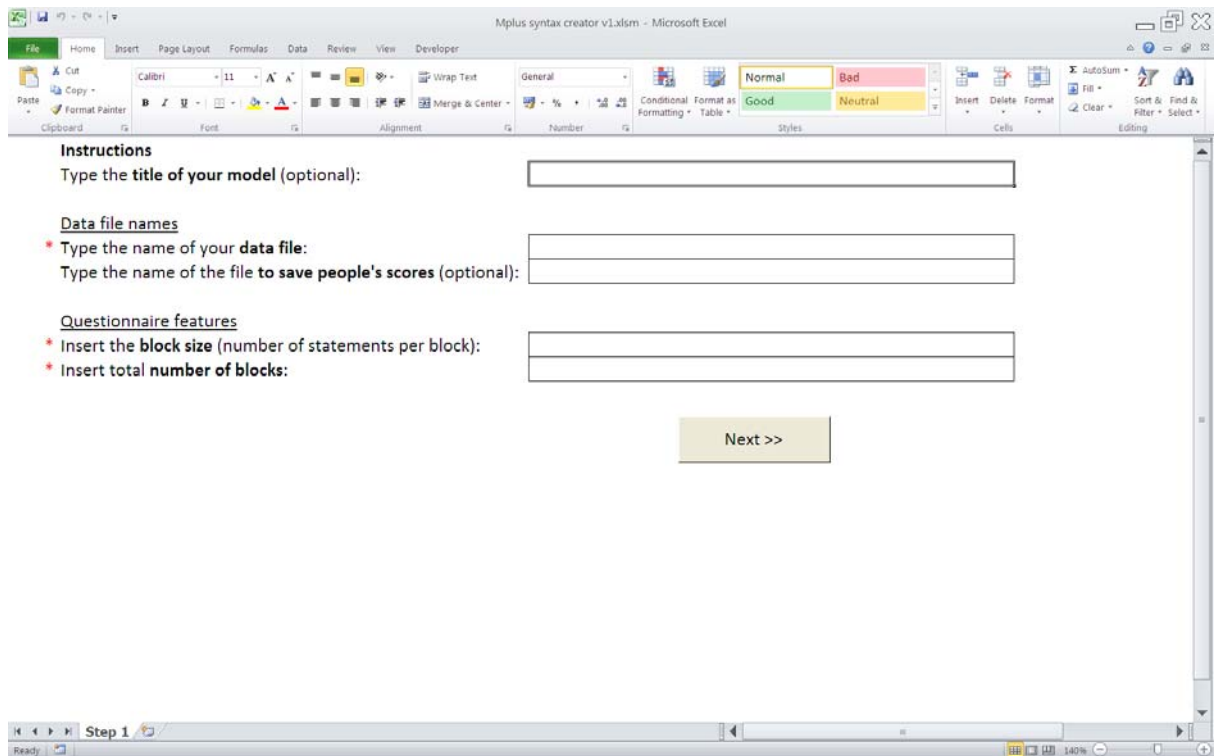 Mplus syntax creator v1.xlsm - Microsoft Excel
File Home Insert Page Layout Formulas Data Review View Developer
Cut Calibri 11 A A Wrap Text General Normal Bad Σ AutoSum
Copy Fill
Paste Format Painter B I U A Merge & Center % , Conditional Formatting Format as Table Good Neutral Insert Delete Format Clear Sort & Filter Find & Select
Clipboard Font Alignment Number Styles Cells Editing
Instructions
Type the title of your model (optional):
Data file names
* Type the name of your data file:
Type the name of the file to save people's scores (optional):
Questionnaire features
* Insert the block size (number of statements per block):
* Insert total number of blocks:
Next >>
Step 1
Ready 140%